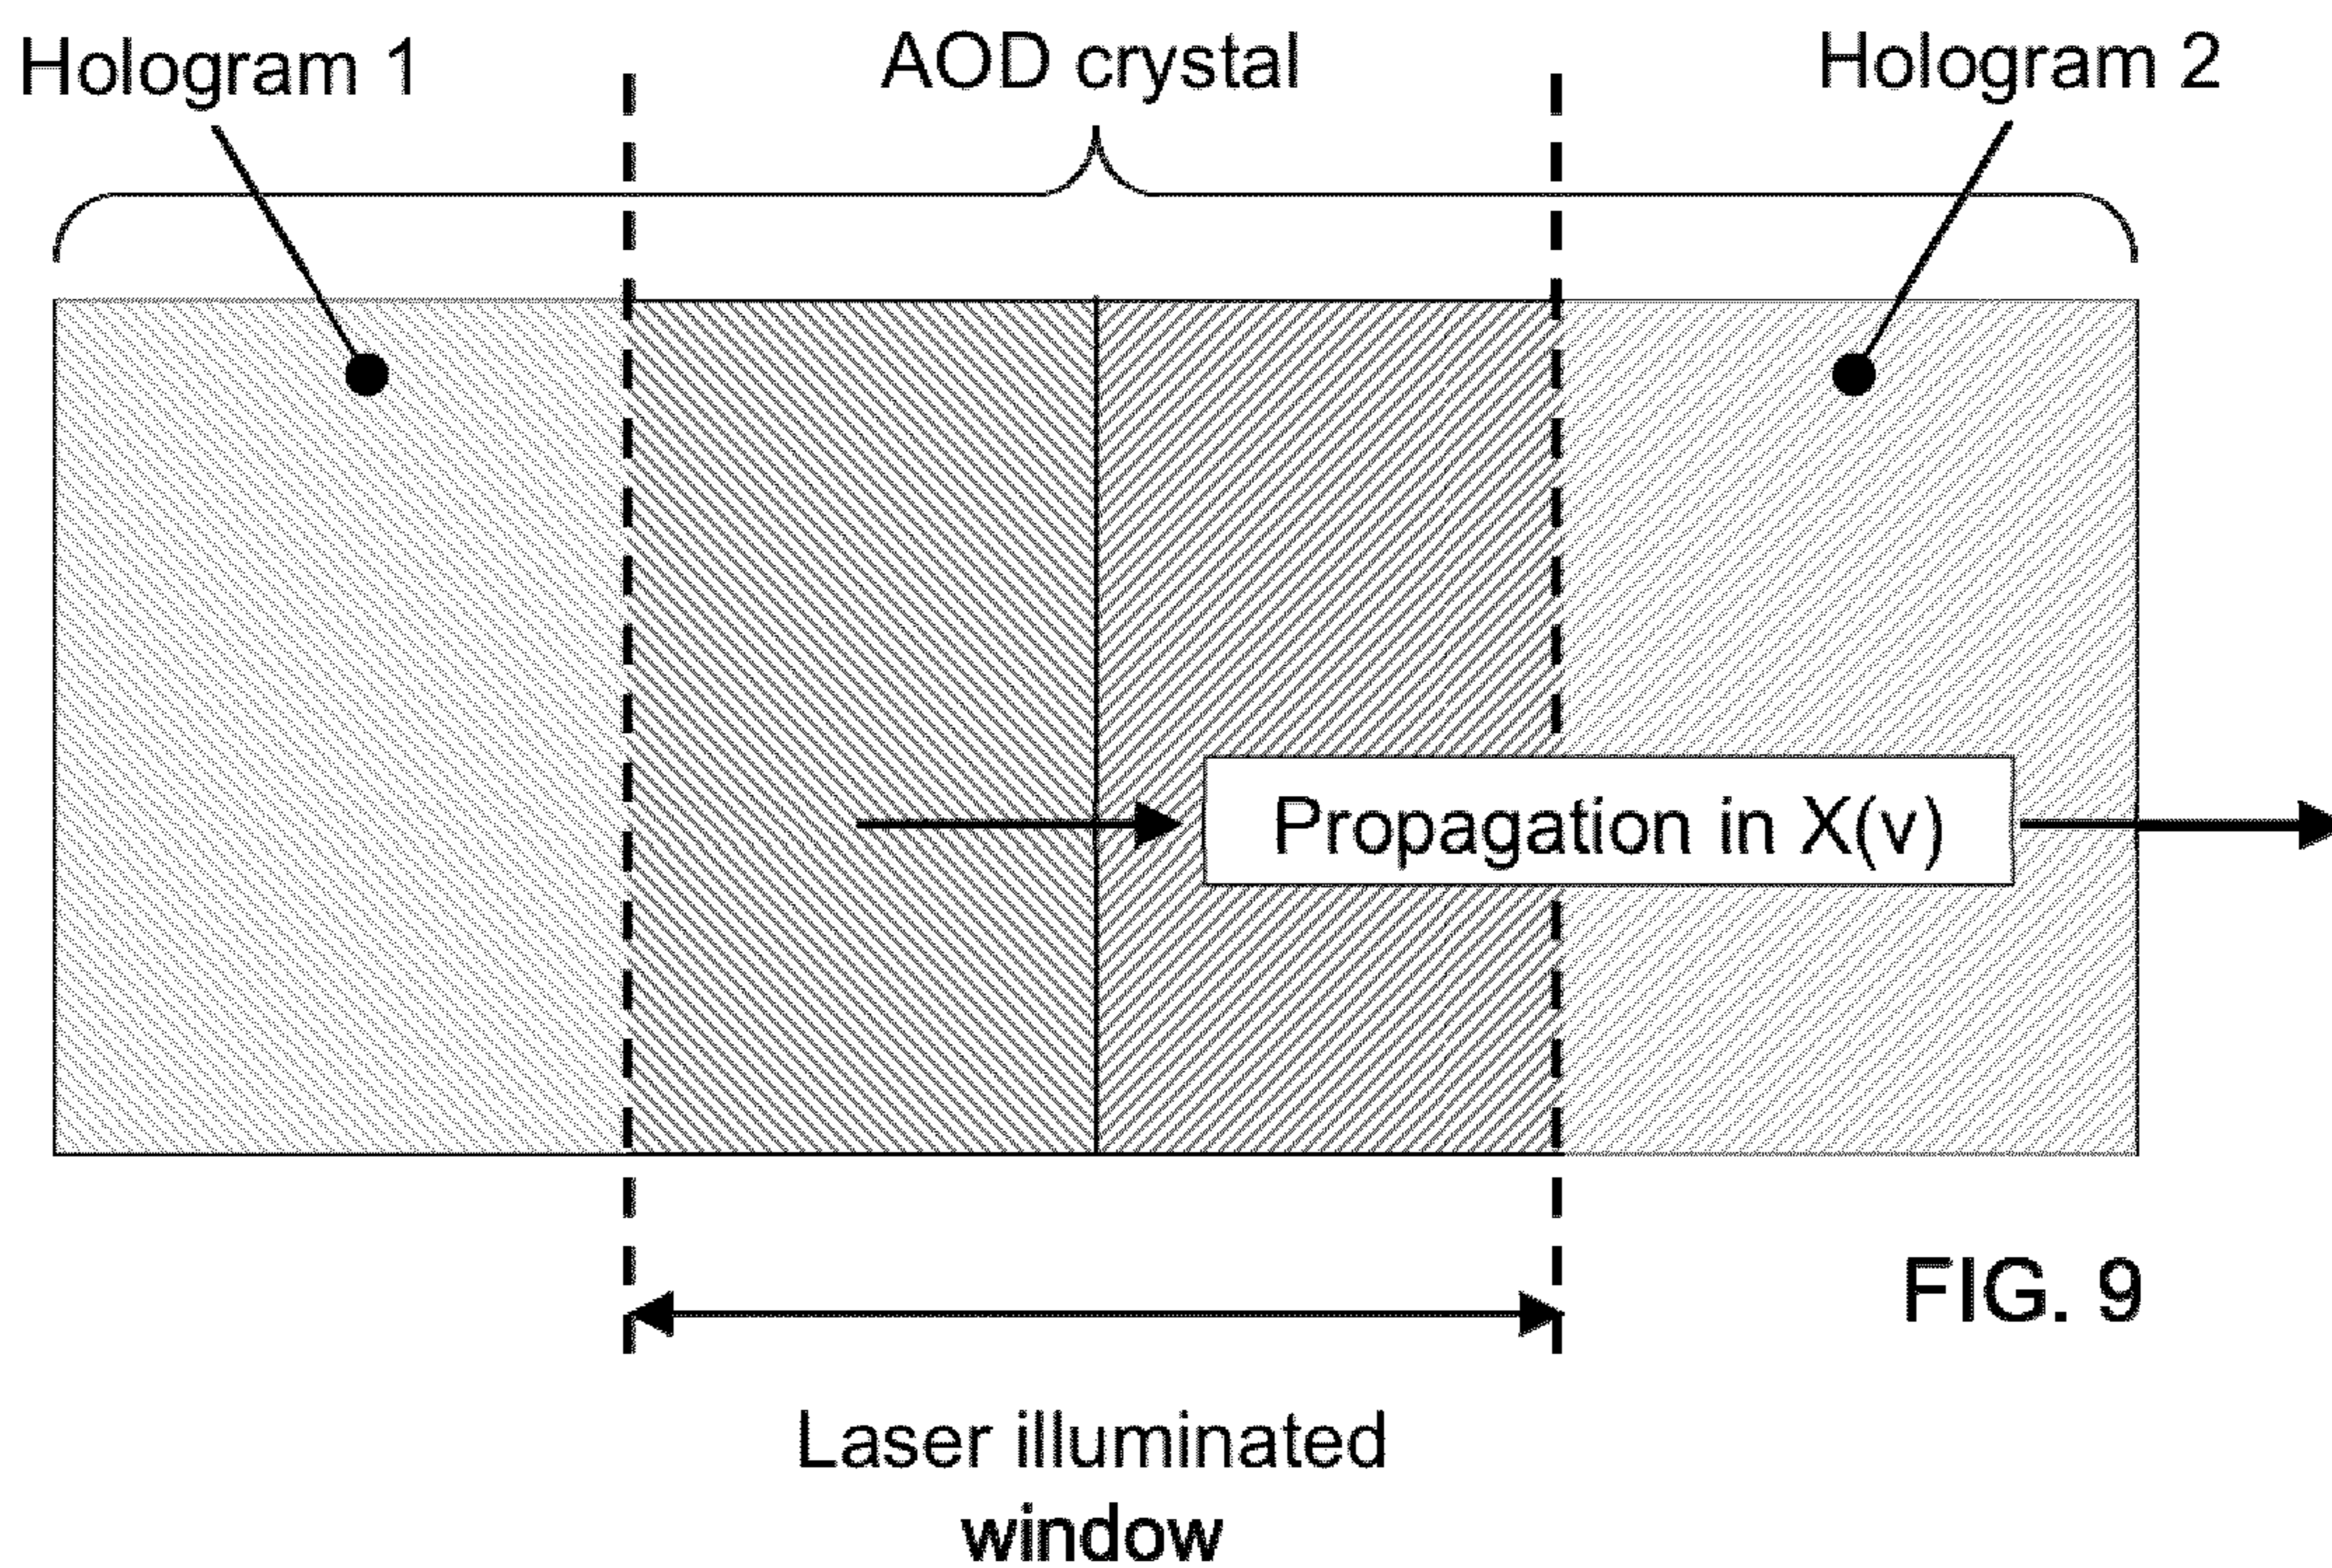 Hologram 1
AOD crystal
Hologram 2
Propagation in X(v)
FIG. 9
Laser illuminated
window